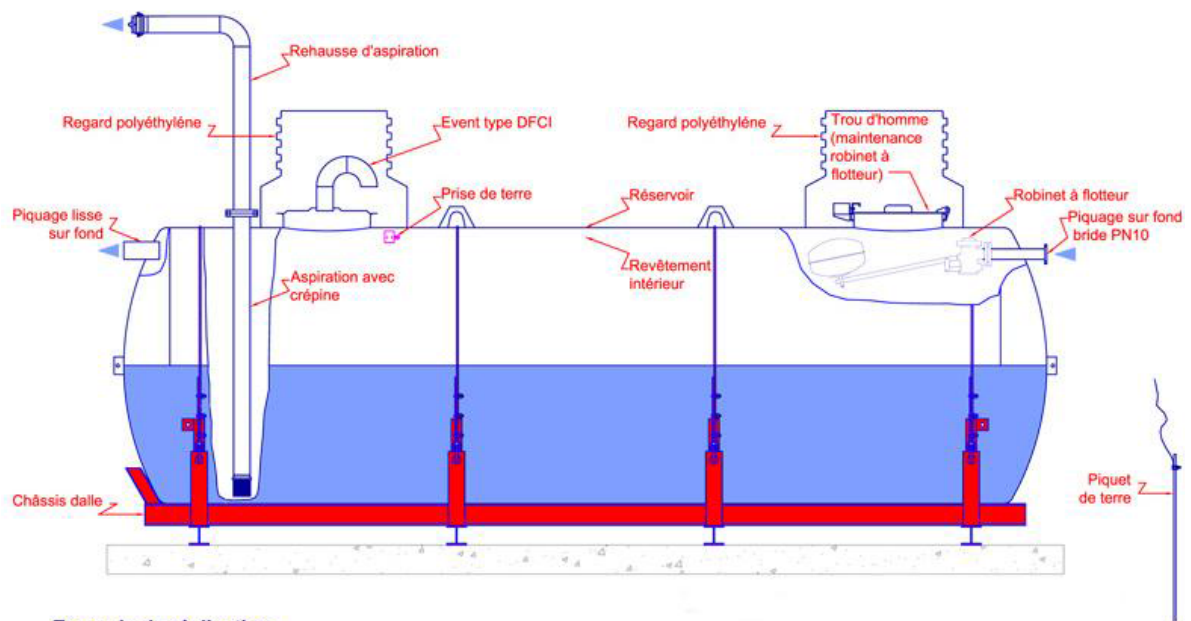 Rehausse d'aspiration
Regard polyéthyléne
Event type DFCI
Regard polyéthyléne
Trou d'homme
(maintenance
robinet à
flotteur)
Prise de terre
Réservoir
Robinet à flotteur
Piquage lisse
sur fond
Piquage sur fond
bride PN10
Revêtement
intérieur
Aspiration avec
crépine
Châssis dalle
Piquet
de terre